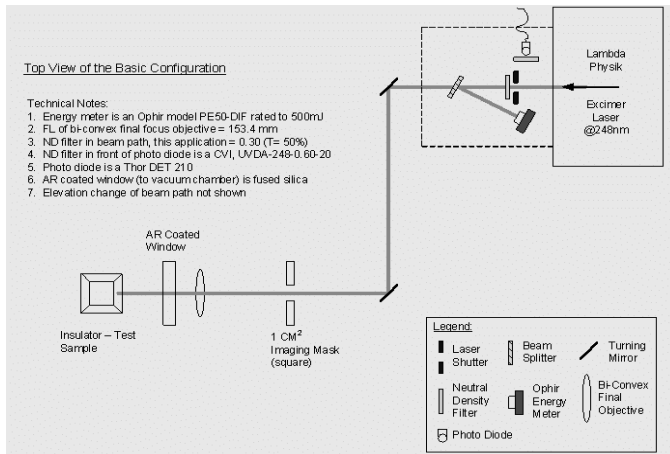 Top View of the Basic Configuration
Technical Notes:
1. Energy meter is an Ophir model PE50-DIF rated to 500mJ
2. FL of bi-convex final focus objective = 153.4 mm
3. ND filter in beam path, this application = 0.30 (T= 50%)
4. ND filter in front of photo diode is a CVI, UVDA-248-0.60-20
5. Photo diode is a Thor DET 210
6. AR coated window (to vacuum chamber) is fused silica
7. Elevation change of beam path not shown
Lambda
Physik
Excimer
Laser
@248nm
AR Coated
Window
Insulator – Test
Sample
1 CM²
Imaging Mask
(square)
Legend:
Laser
Shutter
Beam
Splitter
Turning
Mirror
Neutral
Density
Filter
Ophir
Energy
Meter
Bi-Convex
Final
Objective
Photo Diode